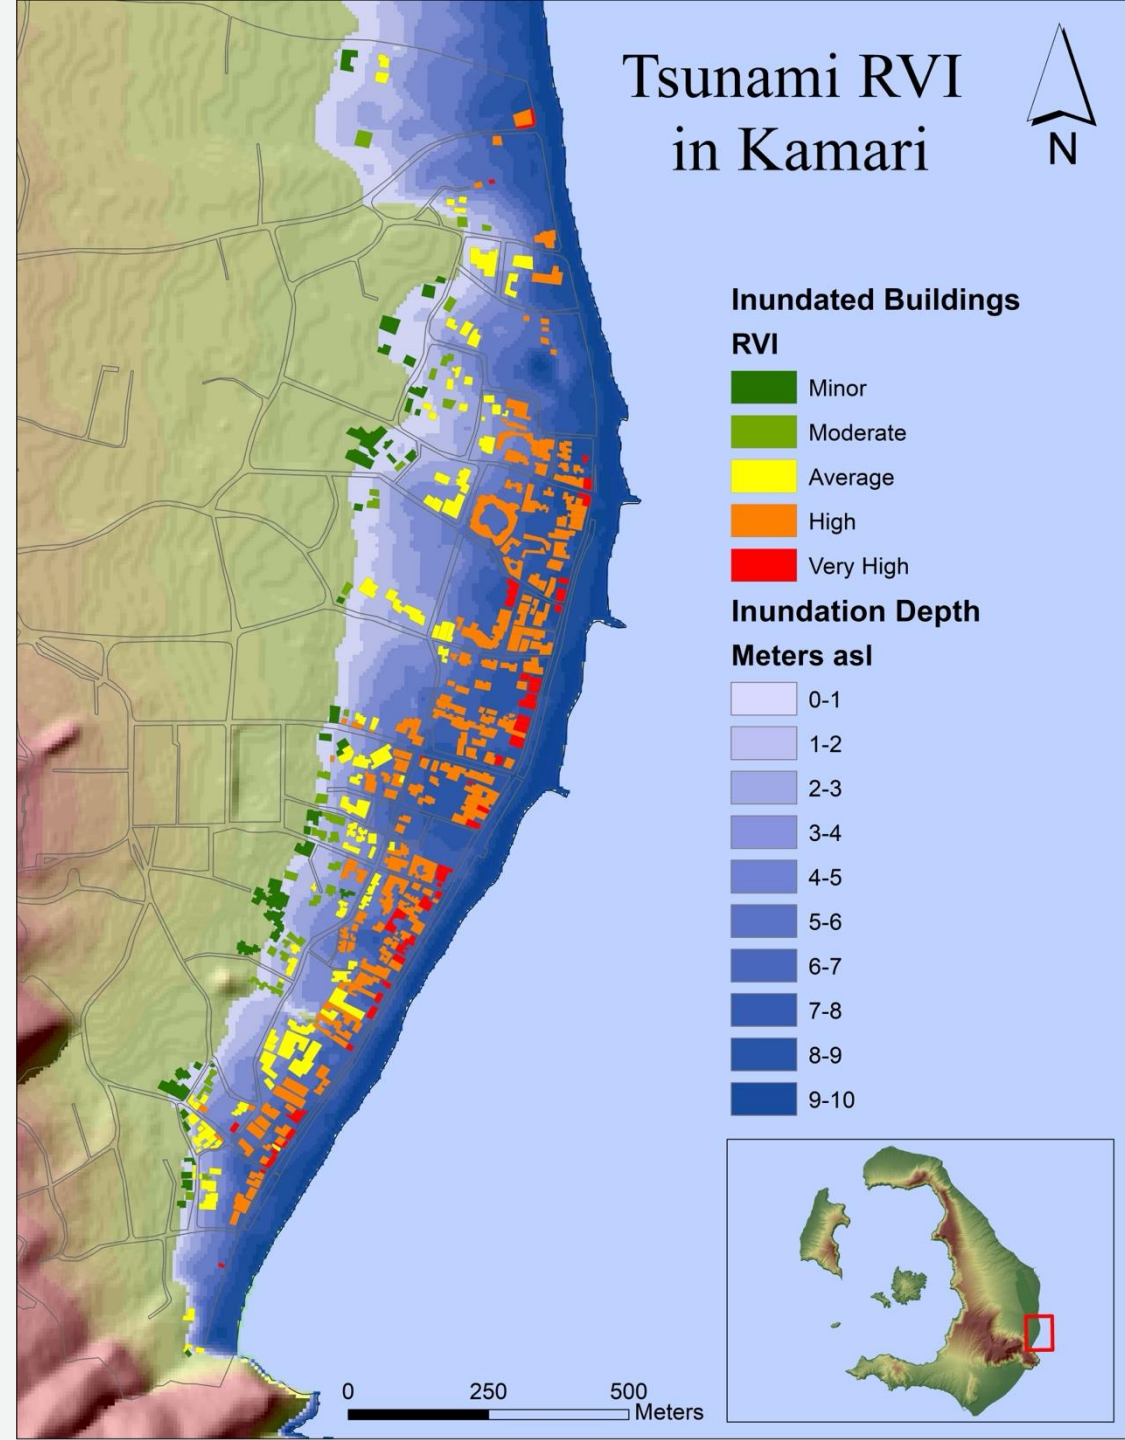 Tsunami RVI
in Kamari
N
Inundated Buildings
RVI
Minor
Moderate
Average
High
Very High
Inundation Depth
Meters asl
0-1
1-2
2-3
3-4
4-5
5-6
6-7
7-8
8-9
9-10
0 250 500
Meters